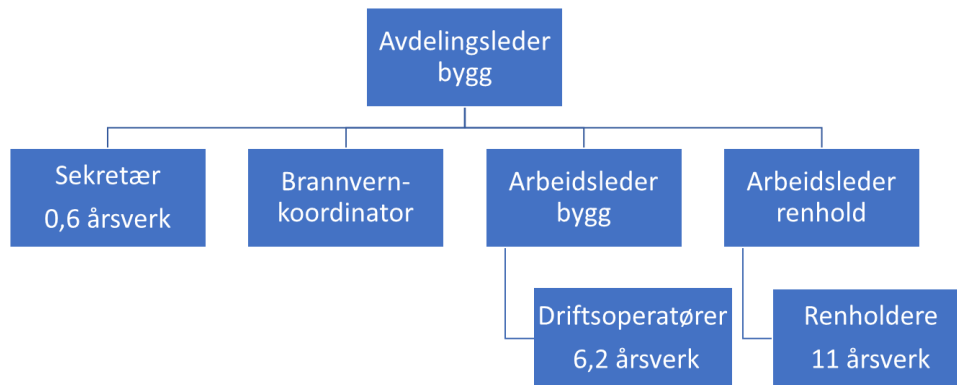 Avdelingsleder
bygg
Sekretær
0,6 årsverk
Brannvern-
koordinator
Arbeidsleder
bygg
Arbeidsleder
renhold
Driftsoperatører
6,2 årsverk
Renholdere
11 årsverk